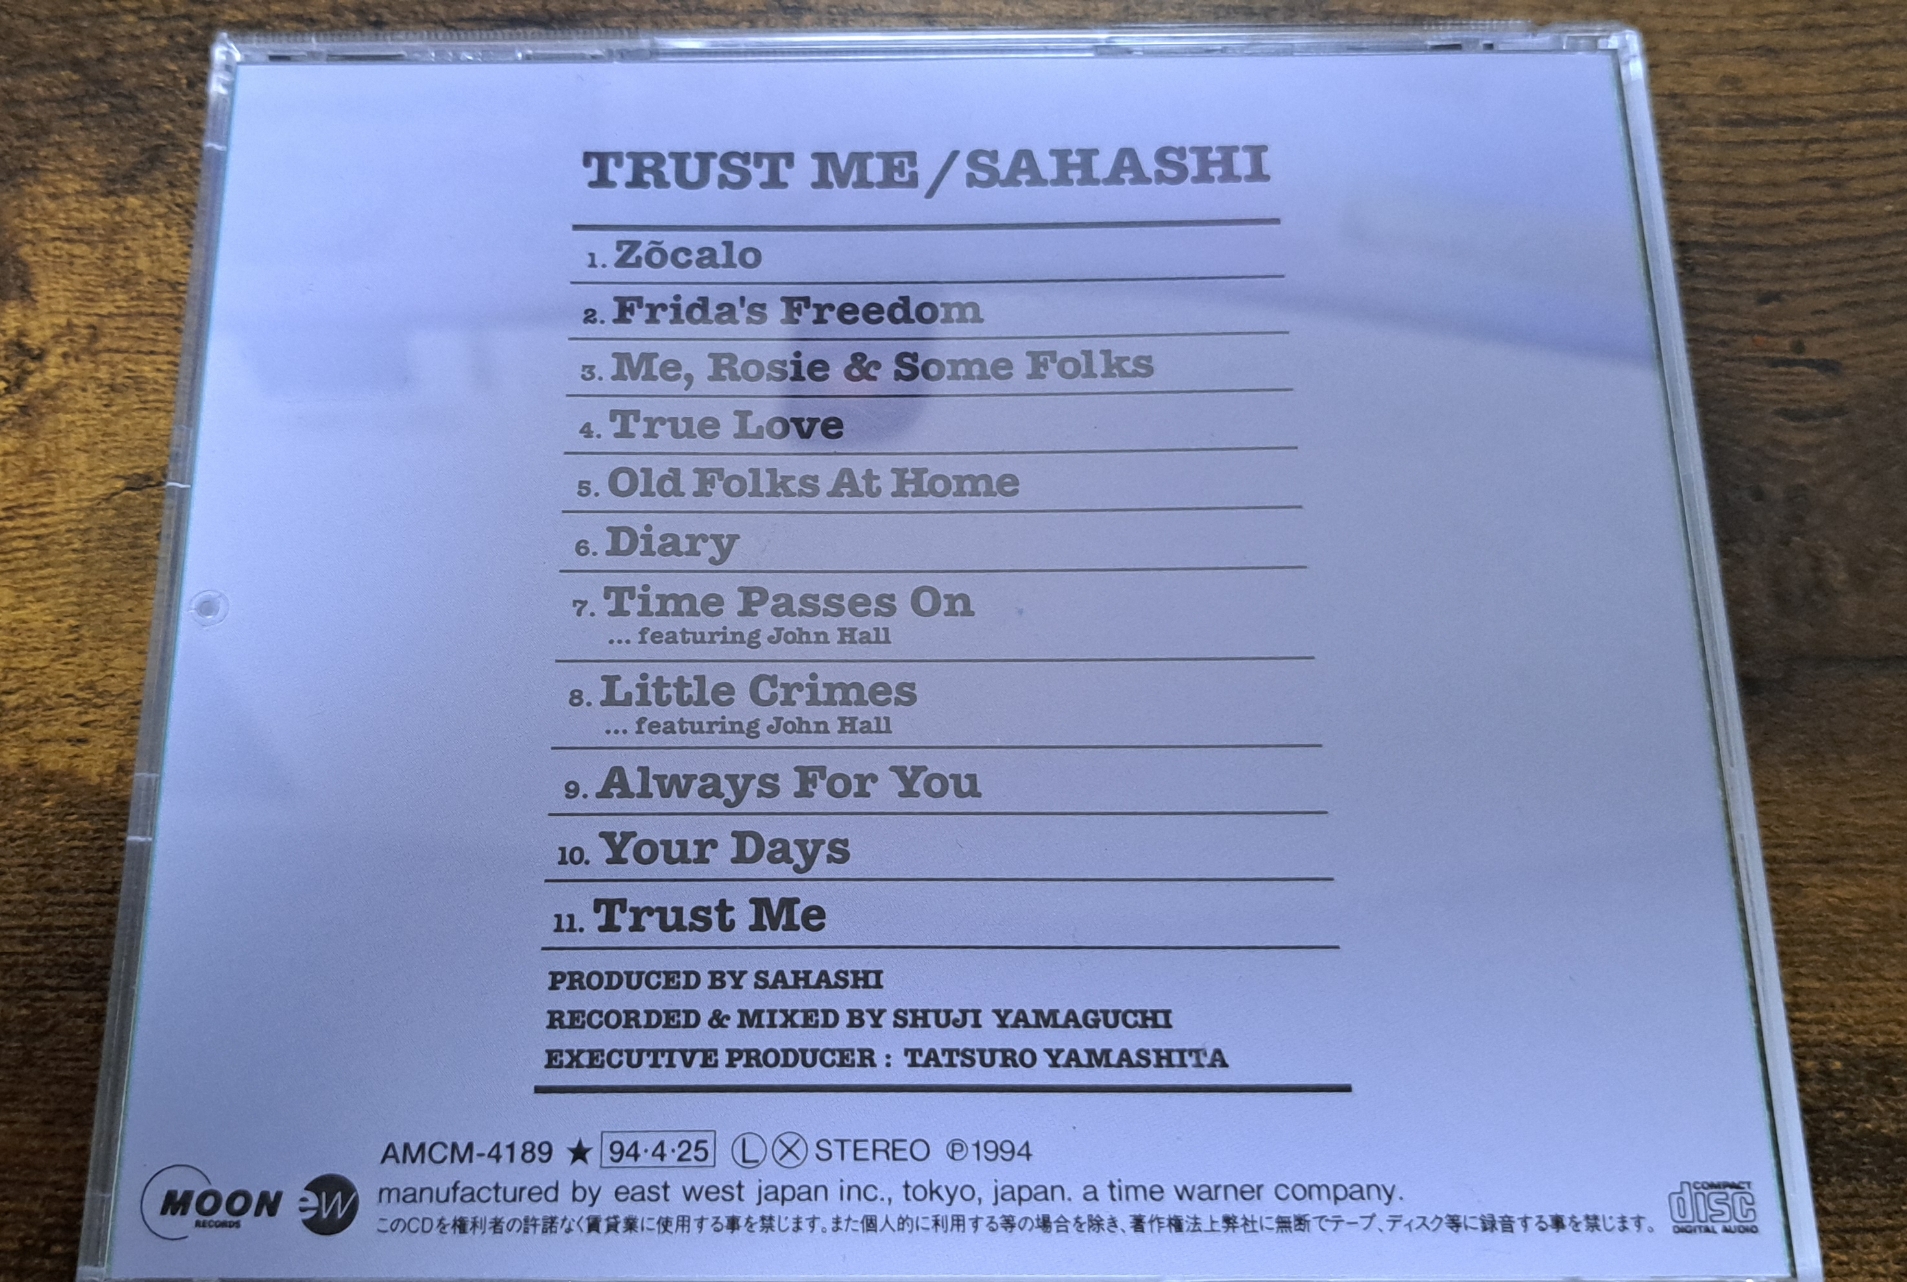 TRUST ME/SAHASHI
1. Zõcalo
2. Frida's Freedom
3. Me, Rosie & Some Folks
4. True Love
5. Old Folks At Home
6. Diary
7. Time Passes On
... featuring John Hall
8. Little Crimes
... featuring John Hall
9. Always For You
10. Your Days
11. Trust Me
PRODUCED BY SAHASHI
RECORDED & MIXED BY SHUJI YAMAGUCHI
EXECUTIVE PRODUCER : TATSURO YAMASHITA
AMCM-4189 ★ 94·4·25 Ⓛ Ⓧ STEREO ℗1994
MOON
RECORDS
ew
manufactured by east west japan inc., tokyo, japan. a time warner company.
このCDを権利者の許諾なく賃貸業に使用する事を禁じます。また個人的に利用する等の場合を除き、著作権法上弊社に無断でテープ、ディスク等に録音する事を禁じます。
COMPACT
disc
DIGITAL AUDIO